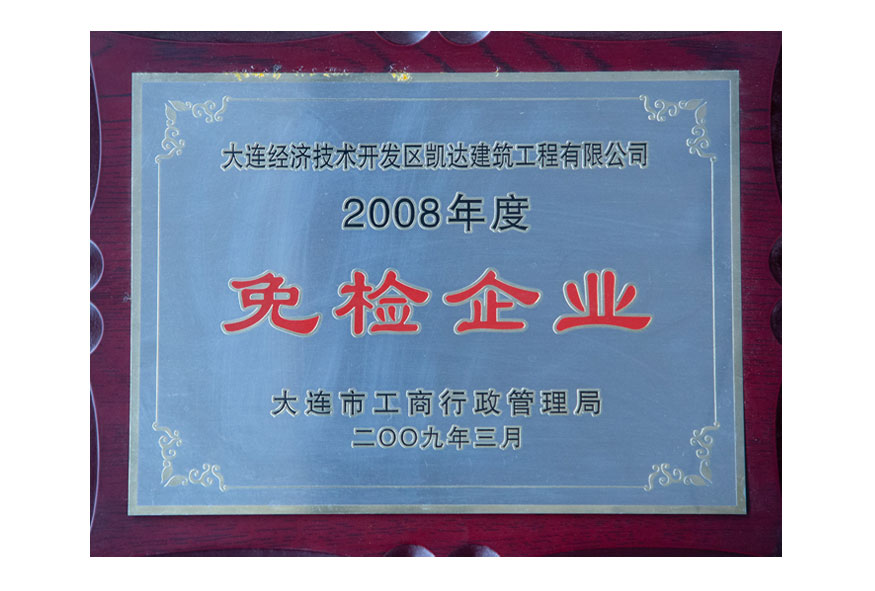 大连经济技术开发区凯达建筑工程有限公司
2008年度
免检企业
大连市工商行政管理局
二〇〇九年三月